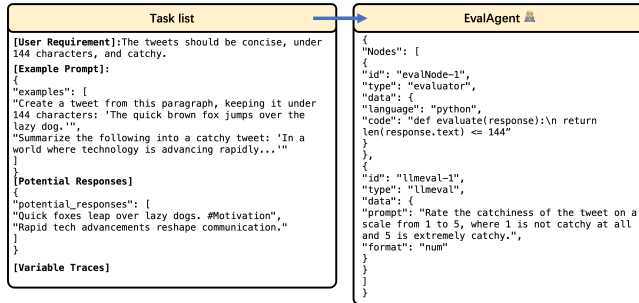 Task list
[User Requirement]:The tweets should be concise, under
144 characters, and catchy.
[Example Prompt]:
{
"examples": [
"Create a tweet from this paragraph, keeping it under
144 characters: 'The quick brown fox jumps over the
lazy dog.'",
"Summarize the following into a catchy tweet: 'In a
world where technology is advancing rapidly...'"
]
}
[Potential Responses]
{
"potential_responses": [
"Quick foxes leap over lazy dogs. #Motivation",
"Rapid tech advancements reshape communication."
]
}
[Variable Traces]
EvalAgent
{
"Nodes": [
{
"id": "evalNode-1",
"type": "evaluator",
"data": {
"language": "python",
"code": "def evaluate(response):\n return
len(response.text) <= 144”
}
},
{
"id": "llmeval-1",
"type": "llmeval",
"data": {
"prompt": "Rate the catchiness of the tweet on a
scale from 1 to 5, where 1 is not catchy at all
and 5 is extremely catchy.",
"format": "num"
}
}
]
}